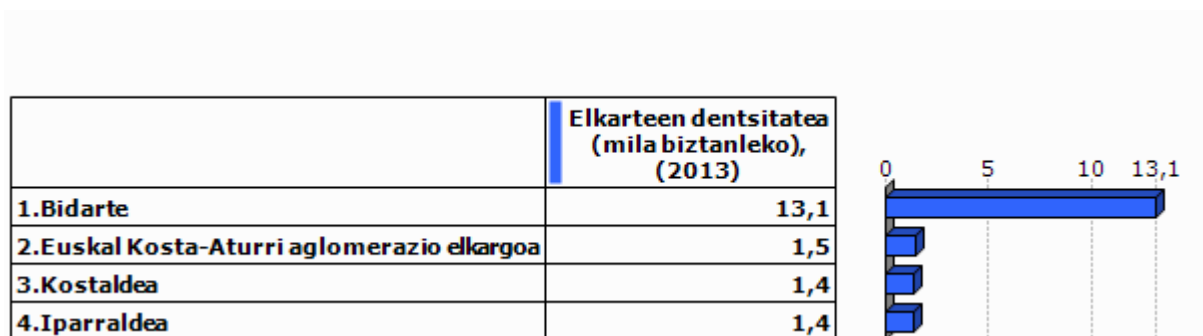 Elkarteen dentsitatea
(mila biztanleko),
(2013)
0 5 10 13,1
1.Bidarte 13,1
2.Euskal Kosta-Aturri aglomerazio elkargoa 1,5
3.Kostaldea 1,4
4.Iparraldea 1,4